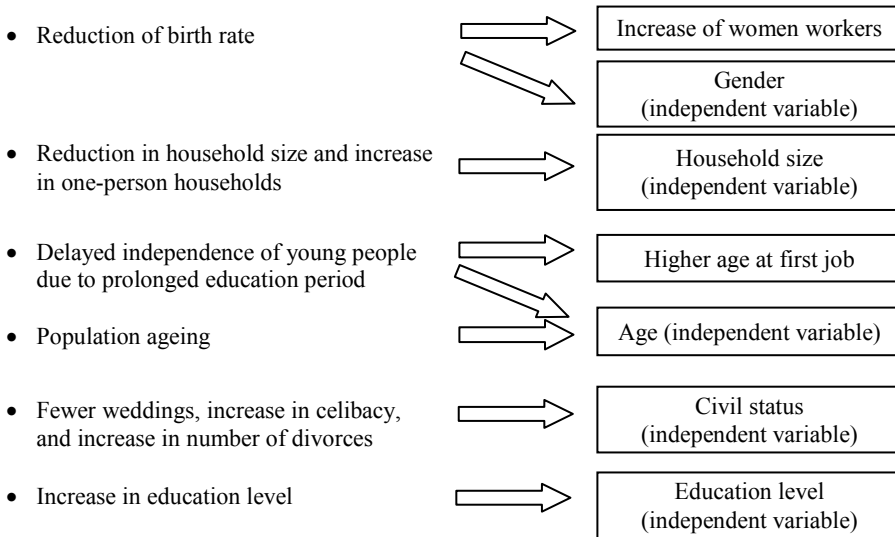 • Reduction of birth rate
Increase of women workers
Gender
(independent variable)
• Reduction in household size and increase
in one-person households
Household size
(independent variable)
• Delayed independence of young people
due to prolonged education period
Higher age at first job
• Population ageing
Age (independent variable)
• Fewer weddings, increase in celibacy,
and increase in number of divorces
Civil status
(independent variable)
• Increase in education level
Education level
(independent variable)